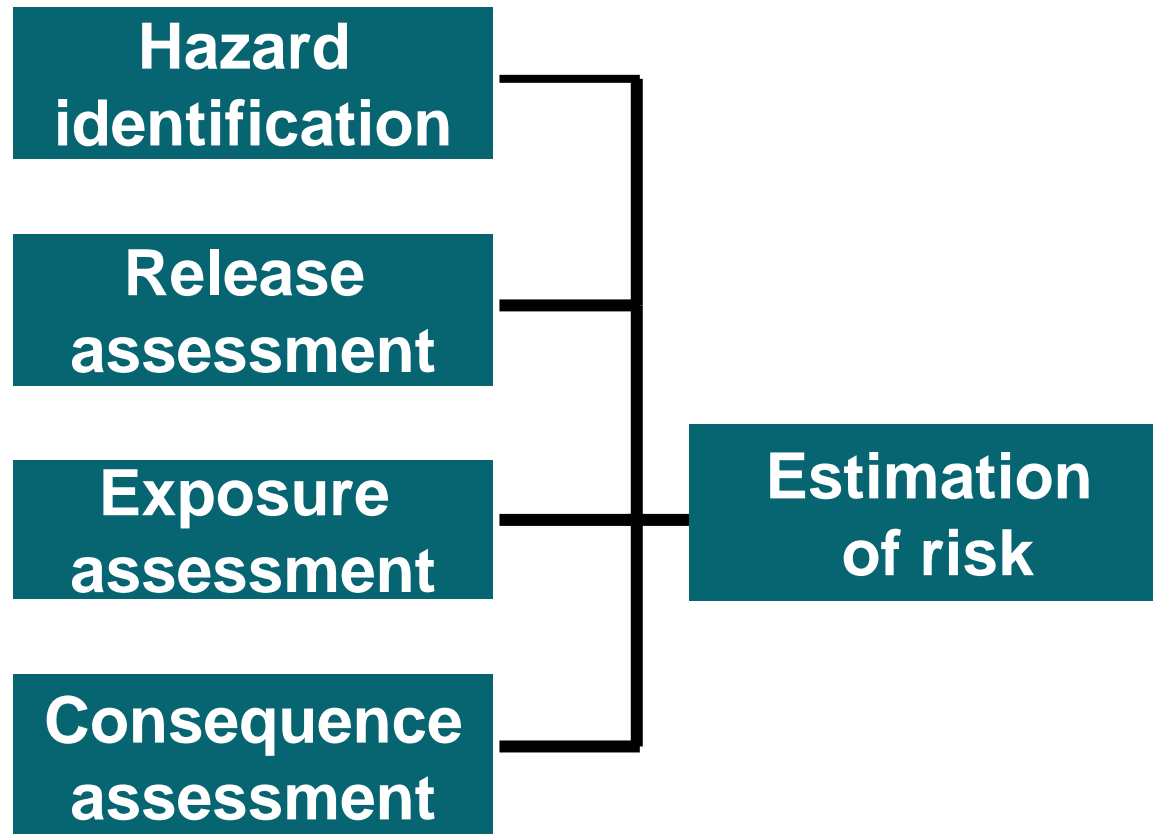 Hazard
identification
Release
assessment
Exposure
assessment
Consequence
assessment
Estimation
of risk